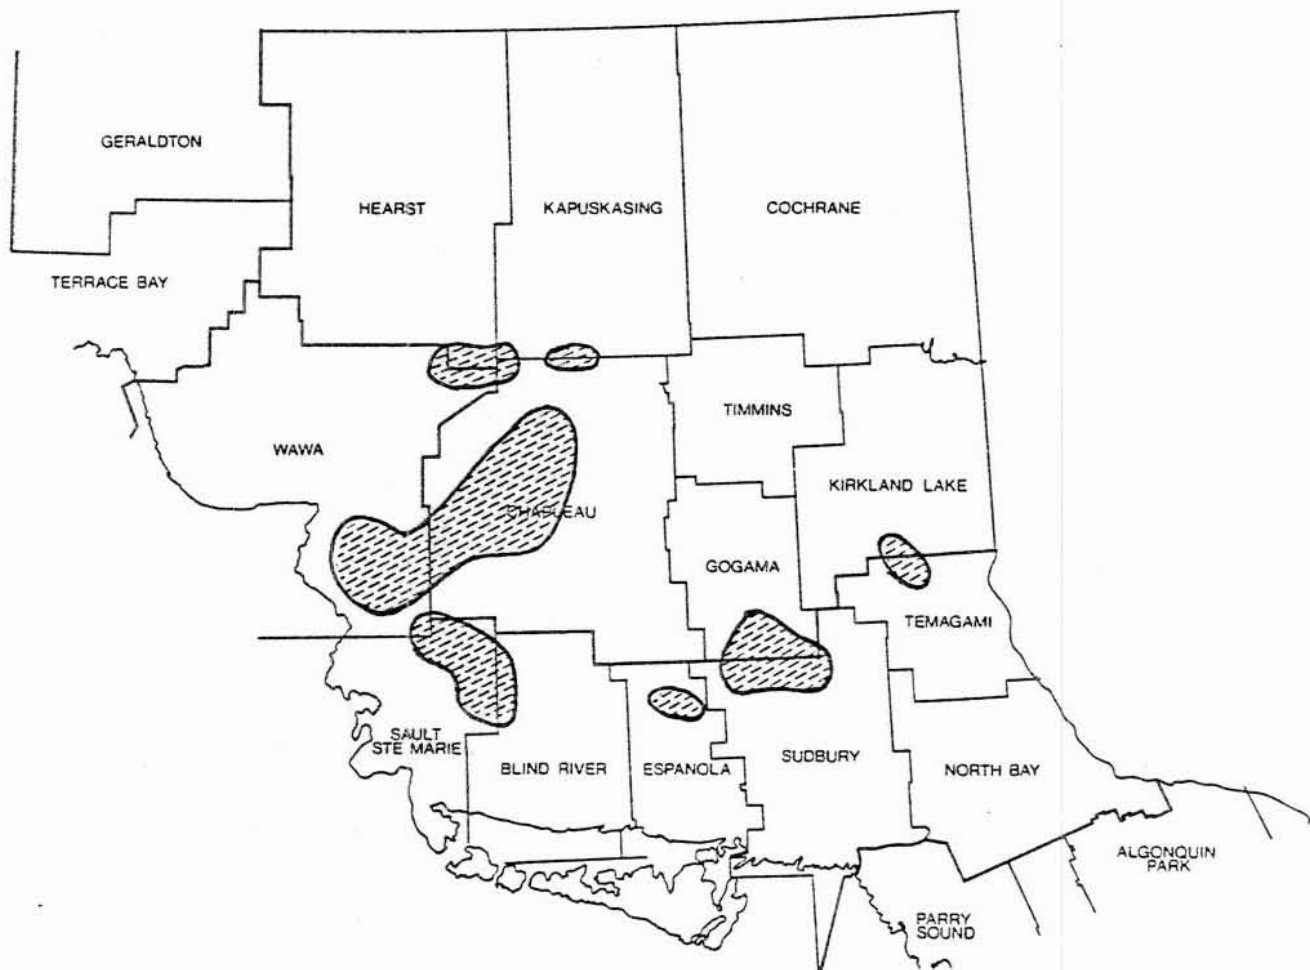 GERALDTON
HEARST
KAPUSKASING
COCHRANE
TERRACE BAY
TIMMINS
WAWA
KIRKLAND LAKE
CHAPLEAU
GOGAMA
TEMAGAMI
SAULT
STE MARIE
BLIND RIVER
ESPANOLA
SUDBURY
NORTH BAY
ALGONQUIN
PARK
PARRY
SOUND